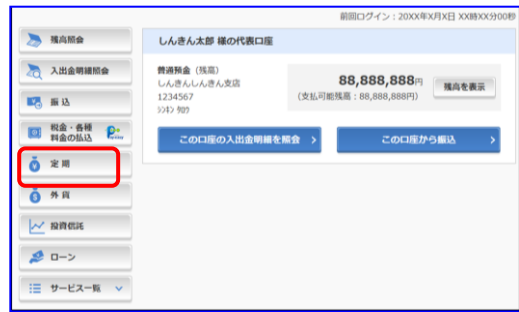 前回ログイン：20XX年X月X日 XX時XX分00秒
残高照会
入出金明細照会
振込
税金・各種
料金の払込
定期
外貨
投資信託
ローン
サービス一覧
しんきん太郎 様の代表口座
普通預金（残高）
しんきんしんきん支店
1234567
ｼﾝｷﾝ ﾀﾛｳ
88,888,888円
（支払可能残高：88,888,888円）
残高を表示
この口座の入出金明細を照会
この口座から振込